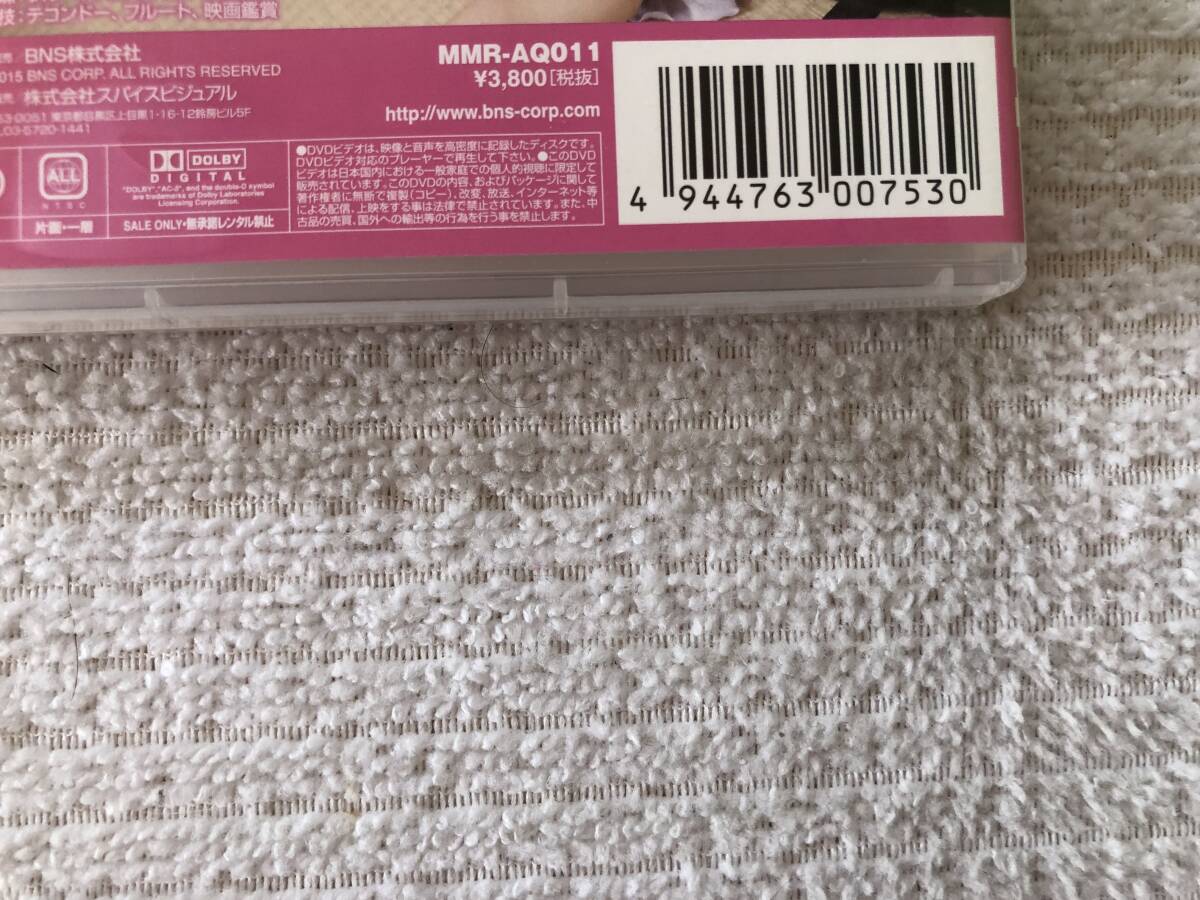 技：テコンドー、フルート、映画鑑賞
BNS株式会社
015 BNS CORP. ALL RIGHTS RESERVED
株式会社スパイスビジュアル
53-0051 東京都目黒区上目黒1-16-12鈴房ビル5F
L.03-5720-1441
MMR-AQ011
¥3,800[税抜]
http://www.bns-corp.com
ALL
NTSC
片面・一層
DOLBY
DIGITAL
"DOLBY", "AC-3", and the double-D symbol
are trademarks of Dolby Laboratories
Licensing Corporation.
SALE ONLY・無承諾レンタル禁止
●DVDビデオは、映像と音声を高密度に記録したディスクです。
DVDビデオ対応のプレーヤーで再生して下さい。●このDVD
ビデオは日本国内における一般家庭での個人的視聴に限定して
販売されています。このDVDの内容、およびパッケージに関して
著作権者に無断で複製（コピー）、改変、放送、インターネット等
による配信、上映をする事は法律で禁止されています。また、中
古品の売買、国外への輸出等の行為を行う事を禁止します。
4 944763 007530